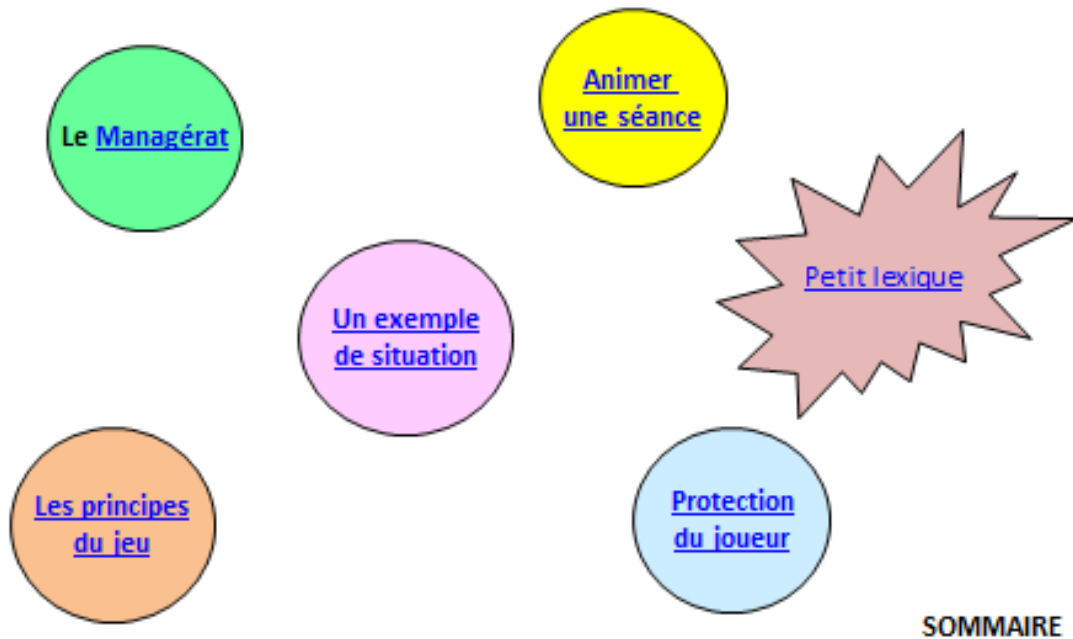 Le Managérat
Animer
une séance
Petit lexique
Un exemple
de situation
Les principes
du jeu
Protection
du joueur
SOMMAIRE